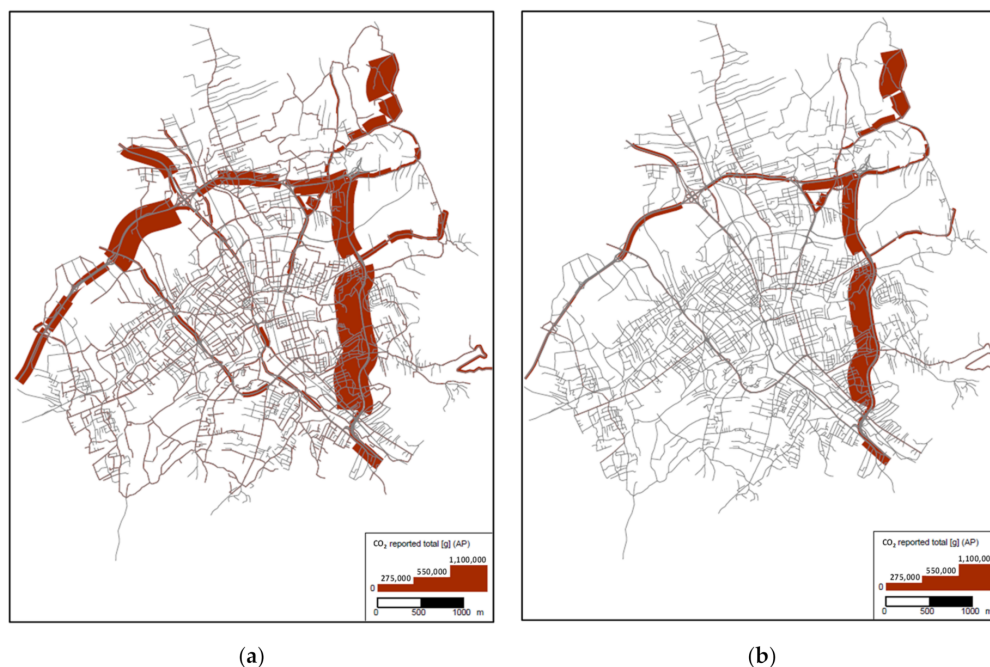 CO₂ reported total [g] (AP)
1,100,000
550,000
275,000
0
0 500 1000 m
CO₂ reported total [g] (AP)
1,100,000
550,000
275,000
0
0 500 1000 m
(a) (b)